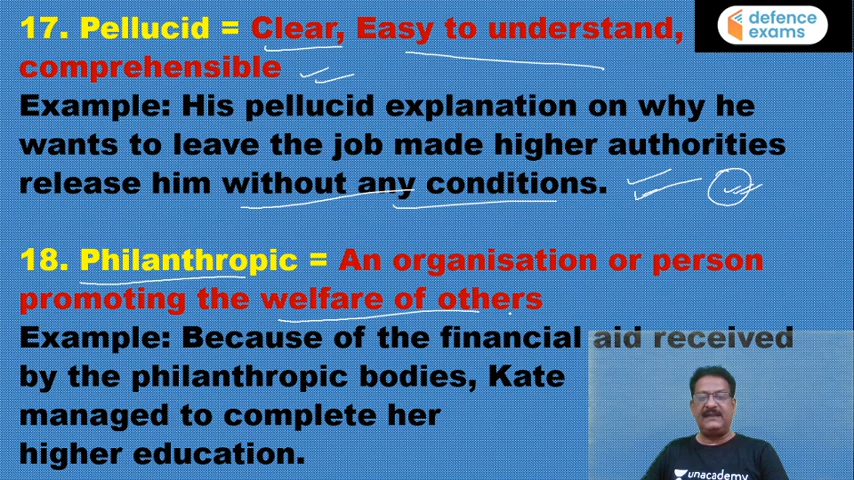 17. Pellucid = Clear, Easy to understand,
comprehensible
Example: His pellucid explanation on why he
wants to leave the job made higher authorities
release him without any conditions.
18. Philanthropic = An organisation or person
promoting the welfare of others
Example: Because of the financial aid received
by the philanthropic bodies, Kate
managed to complete her
higher education.
defence
exams
unacademy